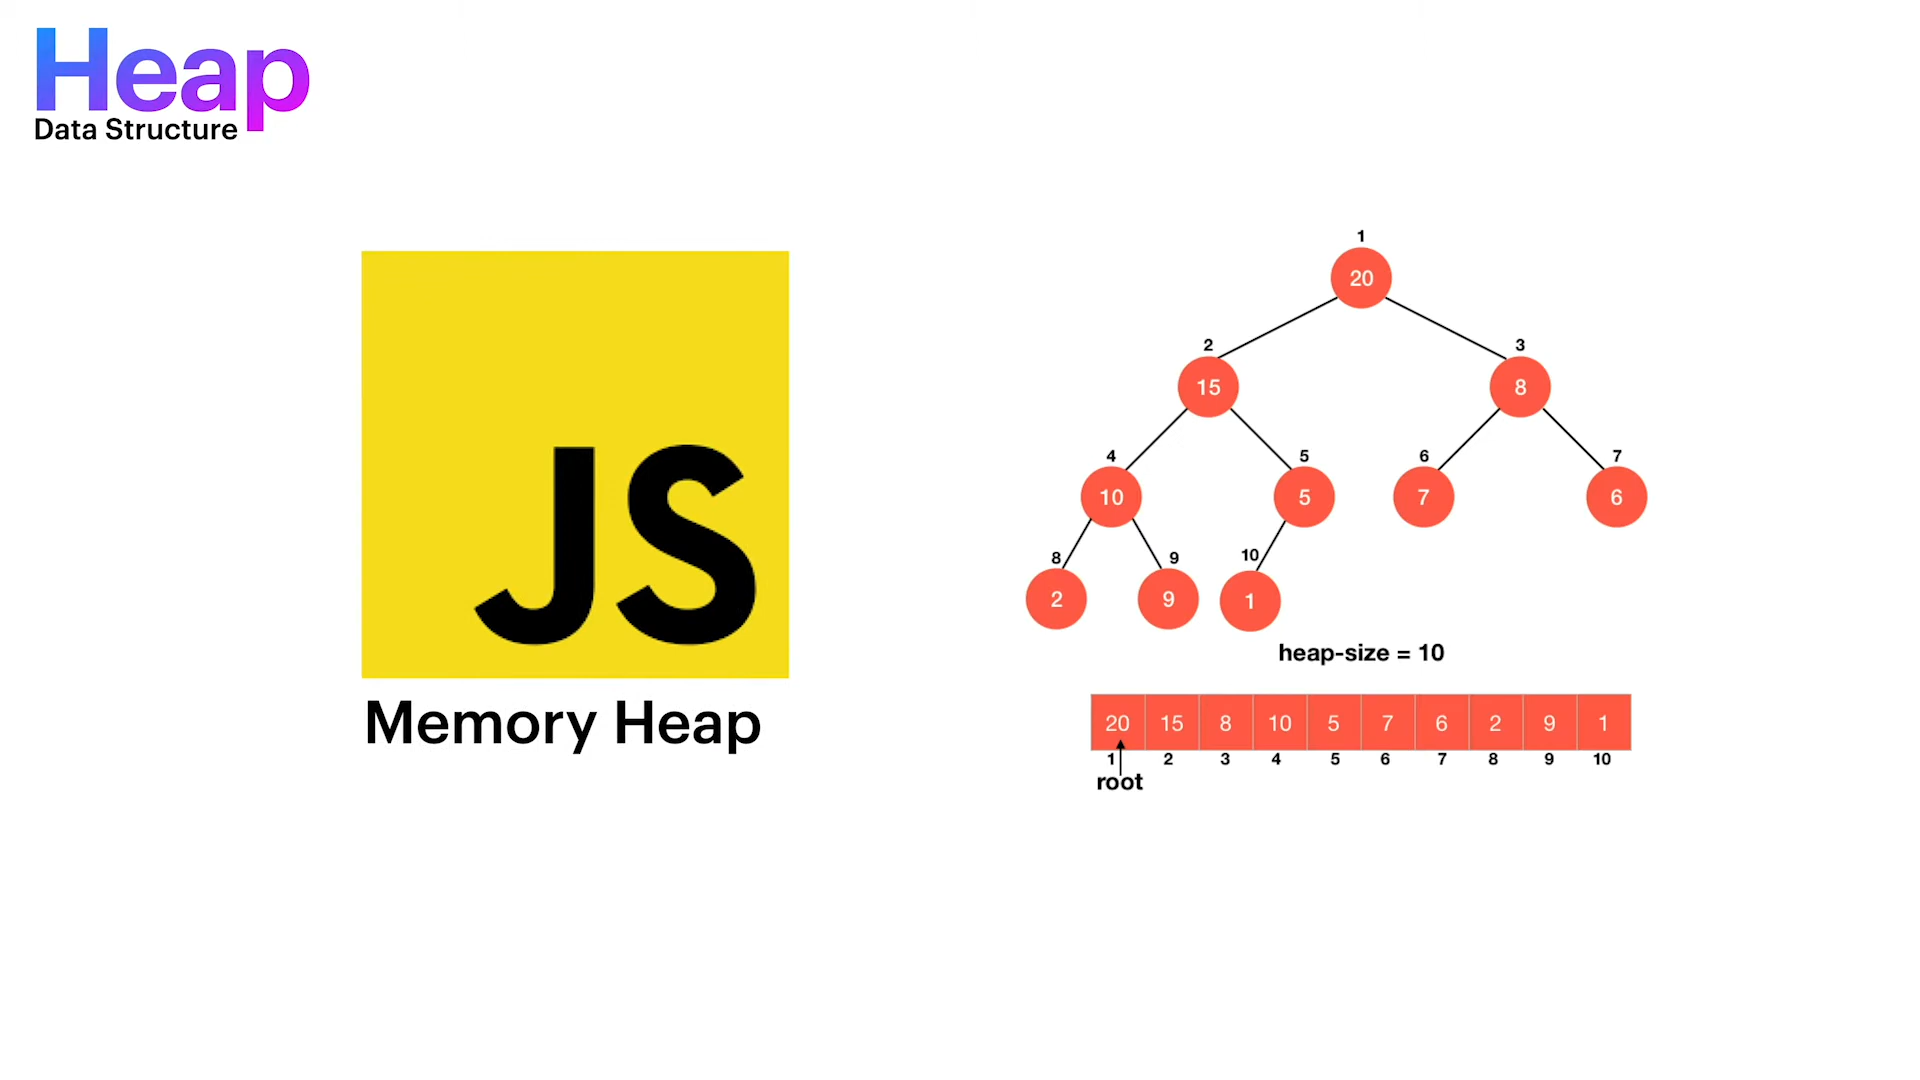 Heap
Data Structure
JS
Memory Heap
1
20
2
3
15
8
4
5
6
7
10
5
7
6
8
9
10
2
9
1
heap-size = 10
20 15 8 10 5 7 6 2 9 1
1 2 3 4 5 6 7 8 9 10
root